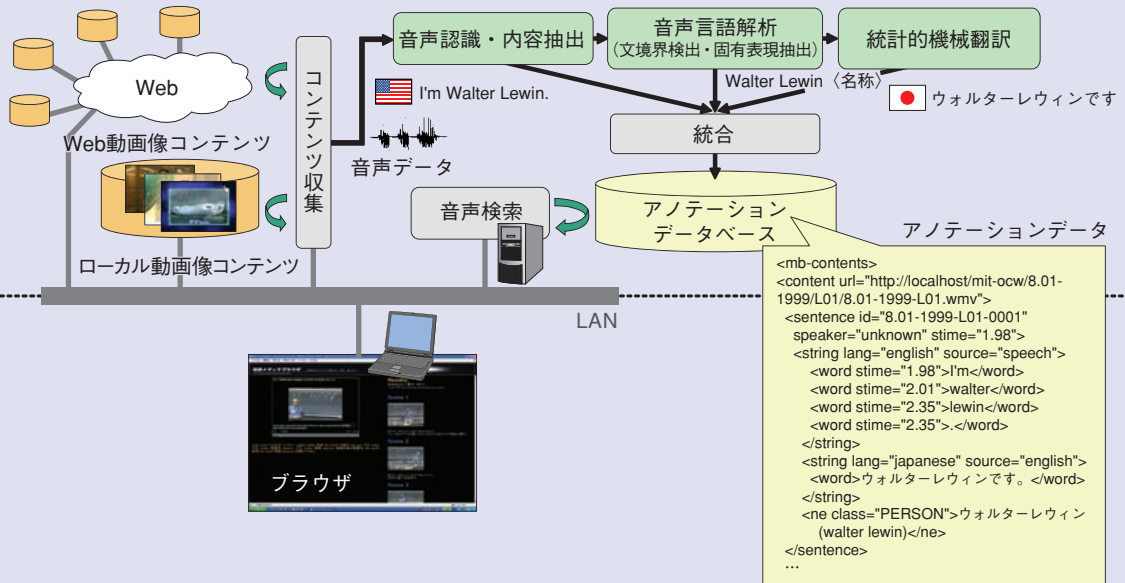 Web
Web動画像コンテンツ
ローカル動画像コンテンツ
コンテンツ収集
音声認識・内容抽出
音声言語解析
(文境界検出・固有表現抽出)
統計的機械翻訳
I'm Walter Lewin.
音声データ
Walter Lewin〈名称〉
ウォルターレウィンです
統合
音声検索
アノテーション
データベース
アノテーションデータ
<mb-contents>
<content url="http://localhost/mit-ocw/8.01-
1999/L01/8.01-1999-L01.wmv">
<sentence id="8.01-1999-L01-0001"
speaker="unknown" stime="1.98">
<string lang="english" source="speech">
<word stime="1.98">I'm</word>
<word stime="2.01">walter</word>
<word stime="2.35">lewin</word>
<word stime="2.35">.</word>
</string>
<string lang="japanese" source="english">
<word>ウォルターレウィンです。</word>
</string>
<ne class="PERSON">ウォルターレウィン
(walter lewin)</ne>
</sentence>
…
LAN
ブラウザ